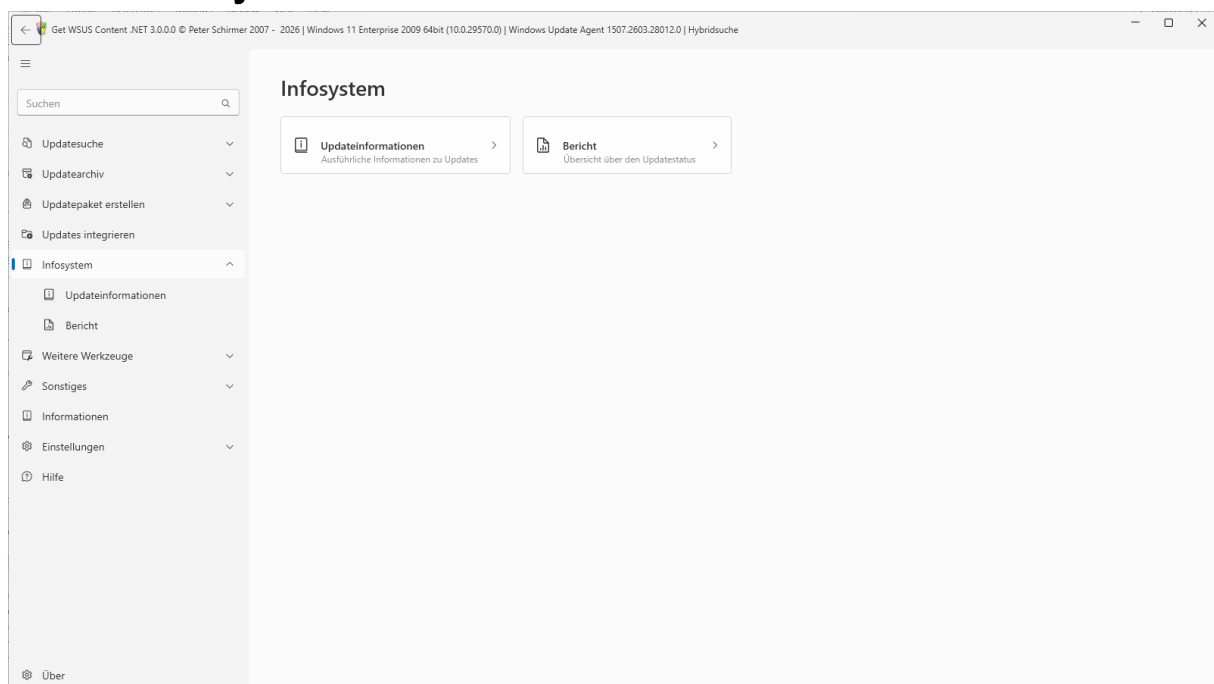 Get WSUS Content .NET 3.0.0.0 © Peter Schirmer 2007 - 2026 | Windows 11 Enterprise 2009 64bit (10.0.29570.0) | Windows Update Agent 1507.2603.28012.0 | Hybridsuche
Suchen
Updatesuche
Updatearchiv
Updatepaket erstellen
Updates integrieren
Infosystem
Updateinformationen
Bericht
Weitere Werkzeuge
Sonstiges
Informationen
Einstellungen
Hilfe
Über
Infosystem
Updateinformationen
Ausführliche Informationen zu Updates
Bericht
Übersicht über den Updatestatus